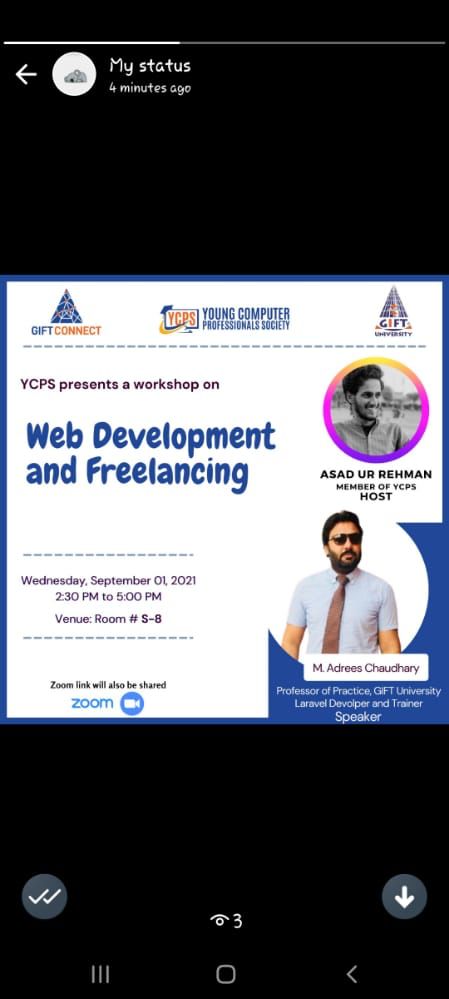 My status
4 minutes ago
GIFT CONNECT
YCPS YOUNG COMPUTER
PROFESSIONALS SOCIETY
GIFT
UNIVERSITY
YCPS presents a workshop on
Web Development
and Freelancing
ASAD UR REHMAN
MEMBER OF YCPS
HOST
Wednesday, September 01, 2021
2:30 PM to 5:00 PM
Venue: Room # S-8
M. Adrees Chaudhary
Professor of Practice, GIFT University
Laravel Devolper and Trainer
Speaker
Zoom link will also be shared
zoom
3